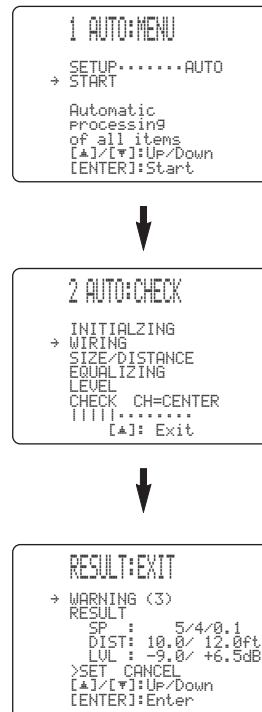 1 AUTO:MENU
SETUP·······AUTO
→ START
Automatic
processing
of all items
[▲]/[▼]:Up/Down
[ENTER]:Start
2 AUTO:CHECK
INITIALZING
→ WIRING
SIZE/DISTANCE
EQUALIZING
LEVEL
CHECK CH=CENTER
|||||········
[▲]: Exit
RESULT:EXIT
→ WARNING (3)
RESULT
SP : 5/4/0.1
DIST: 10.0/ 12.0ft
LVL : -9.0/ +6.5dB
>SET CANCEL
[▲]/[▼]:Up/Down
[ENTER]:Enter